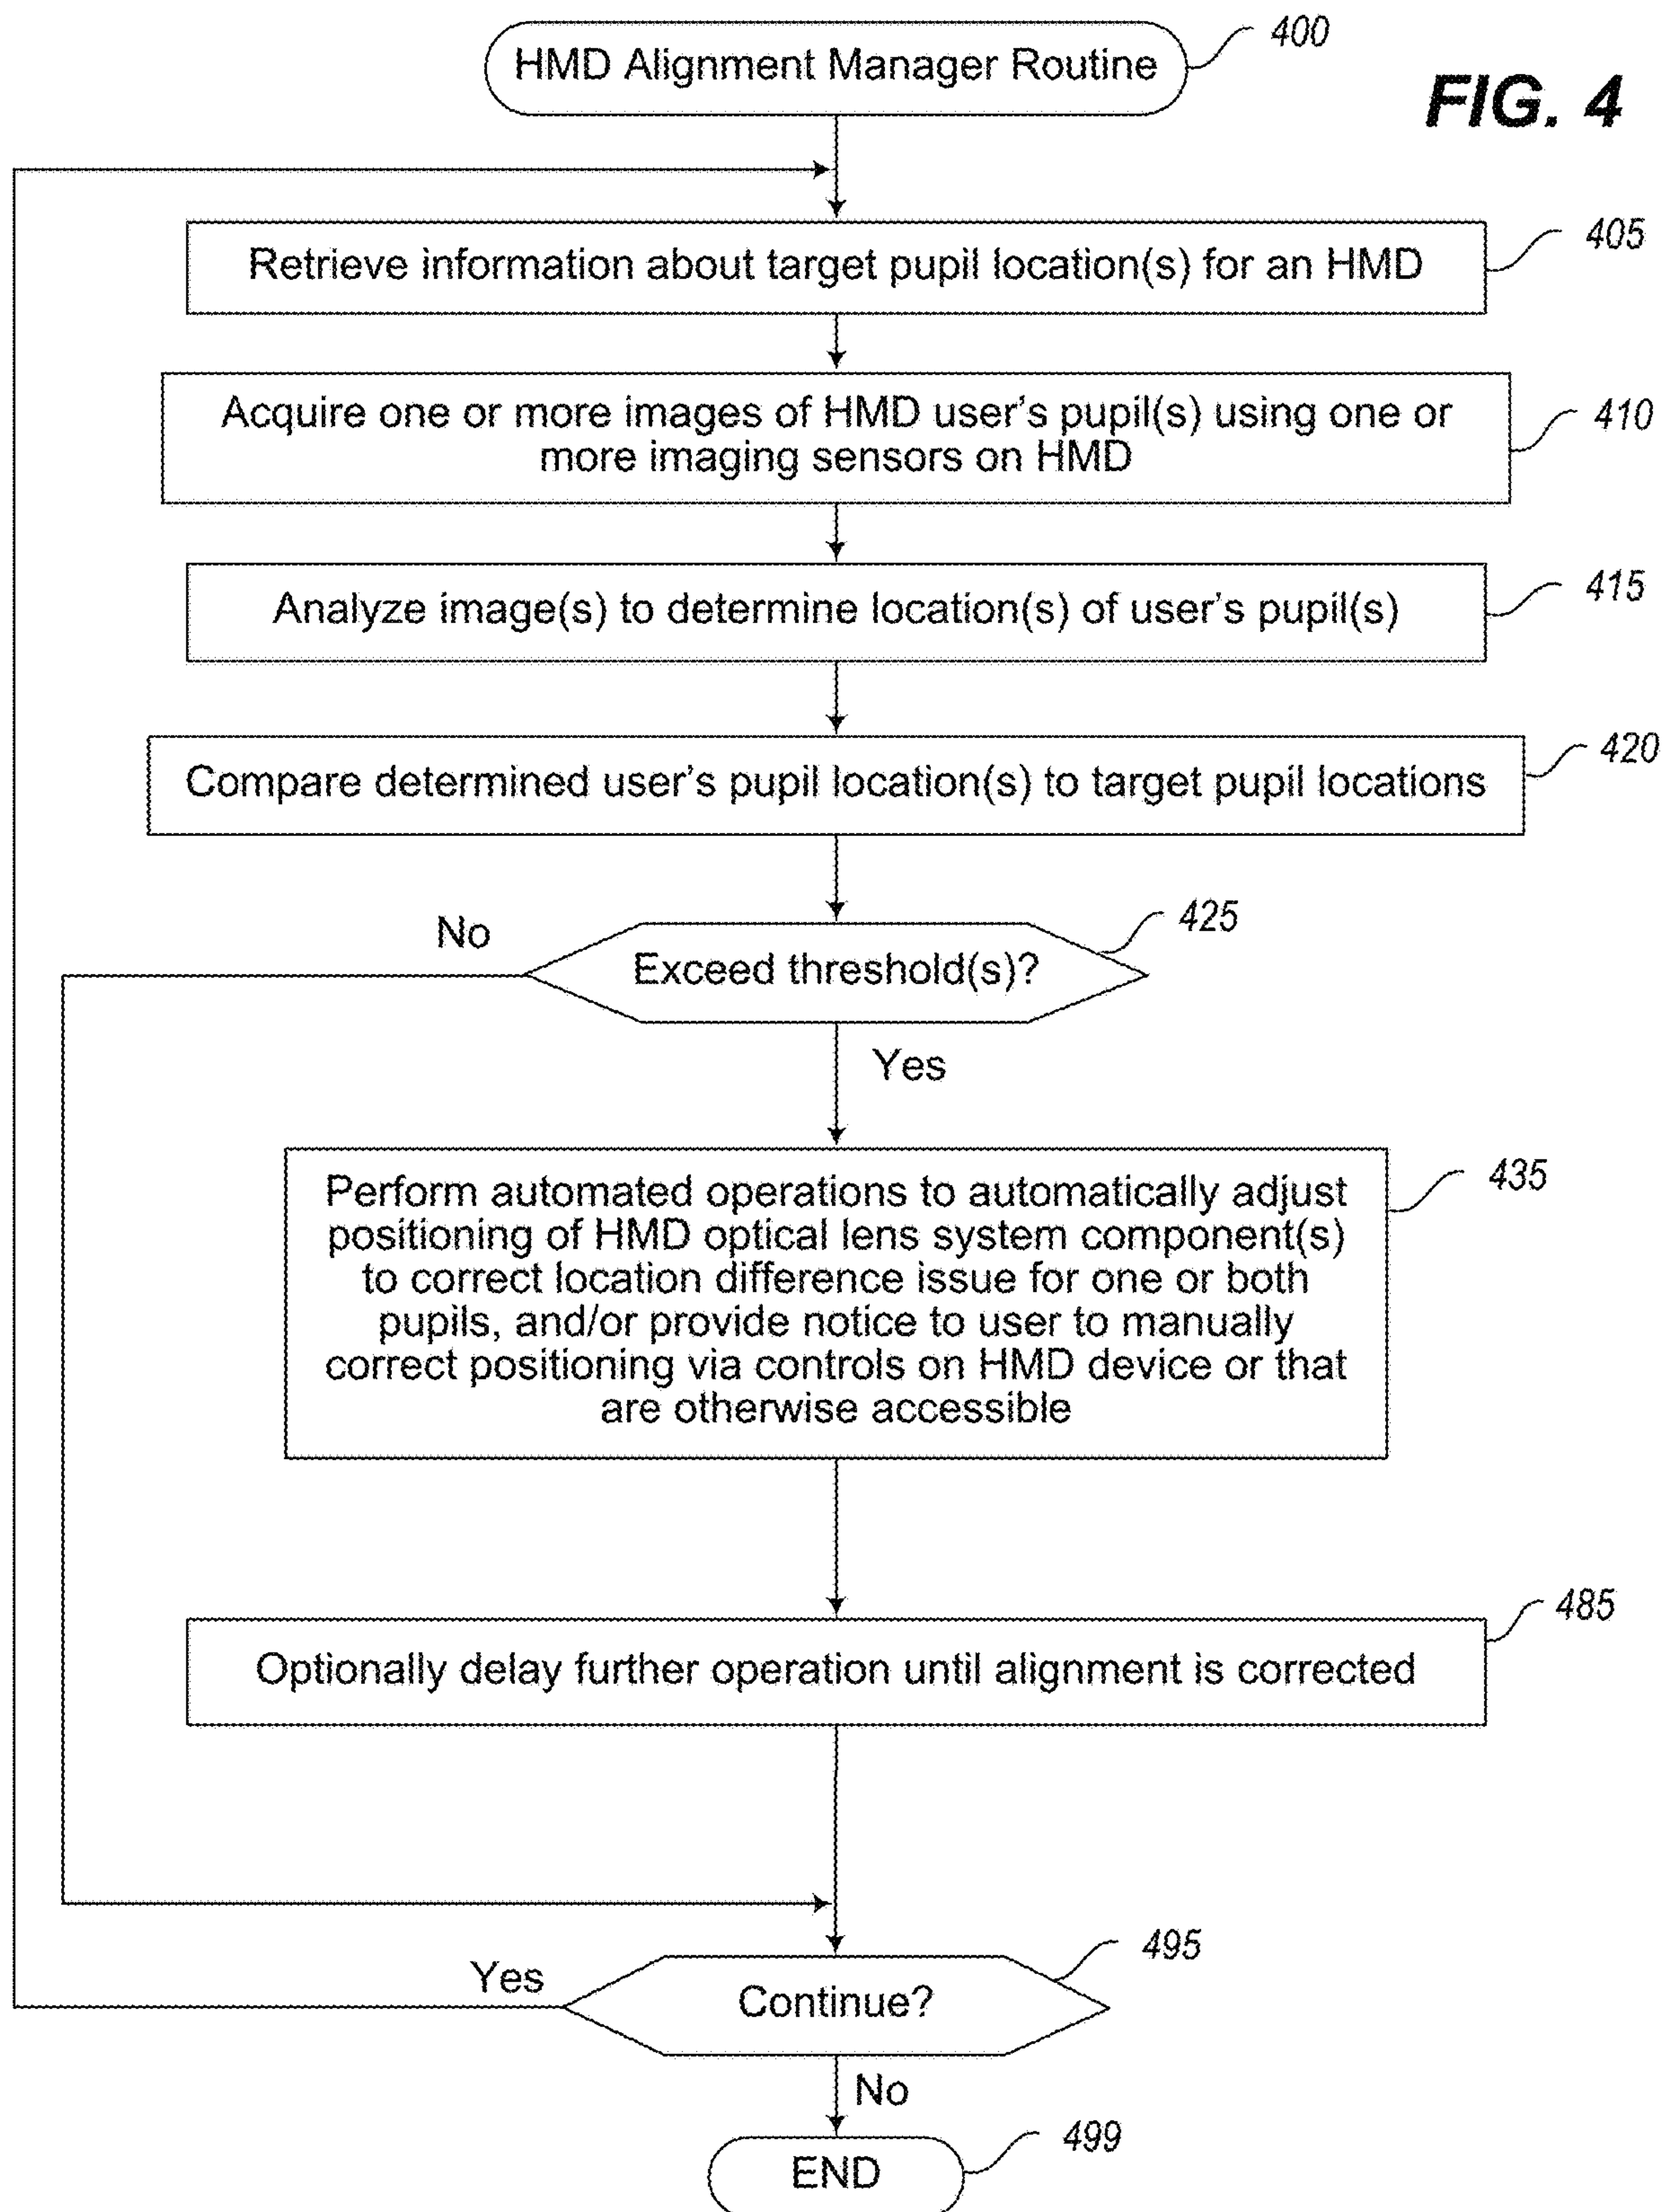 HMD Alignment Manager Routine
400
FIG. 4
Retrieve information about target pupil location(s) for an HMD
405
Acquire one or more images of HMD user's pupil(s) using one or
more imaging sensors on HMD
410
Analyze image(s) to determine location(s) of user's pupil(s)
415
Compare determined user's pupil location(s) to target pupil locations
420
No
Exceed threshold(s)?
425
Yes
Perform automated operations to automatically adjust
positioning of HMD optical lens system component(s)
to correct location difference issue for one or both
pupils, and/or provide notice to user to manually
correct positioning via controls on HMD device or that
are otherwise accessible
435
Optionally delay further operation until alignment is corrected
485
Yes
Continue?
495
No
END
499